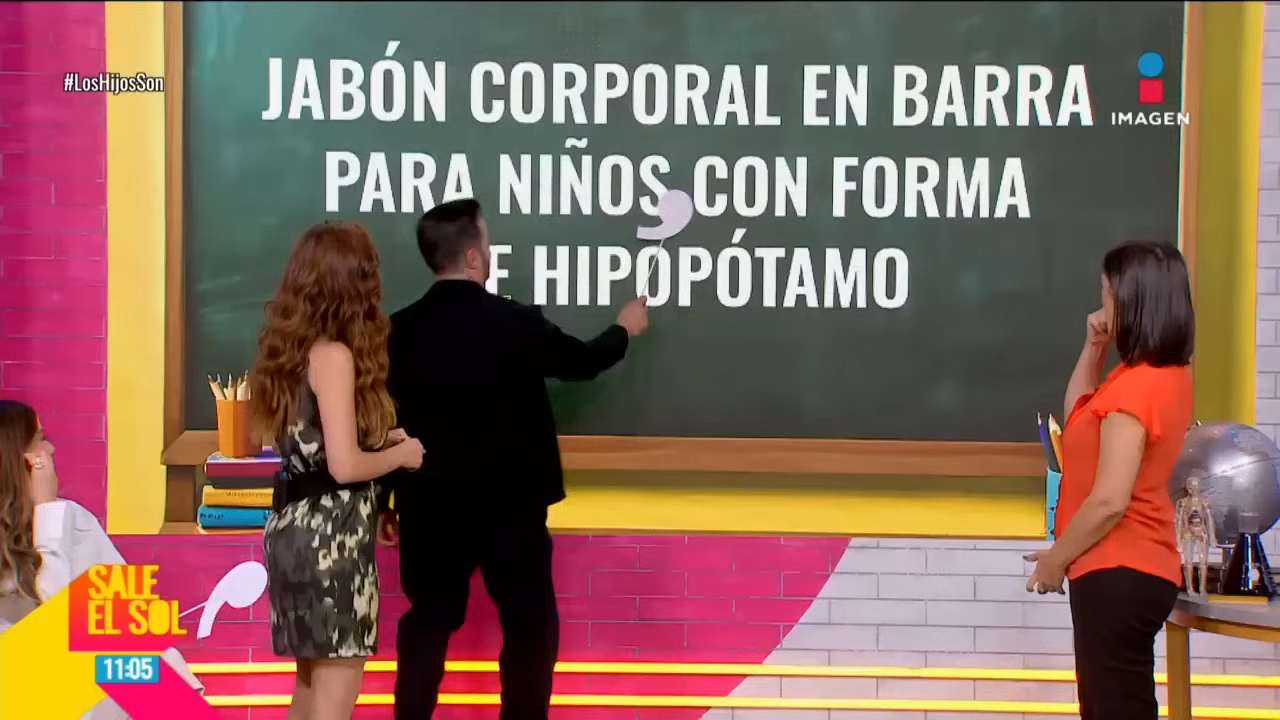 #LosHijosSon
JABÓN CORPORAL EN BARRA
PARA NIÑOS CON FORMA
E HIPOPÓTAMO
IMAGEN
SALE
EL SOL
11:05